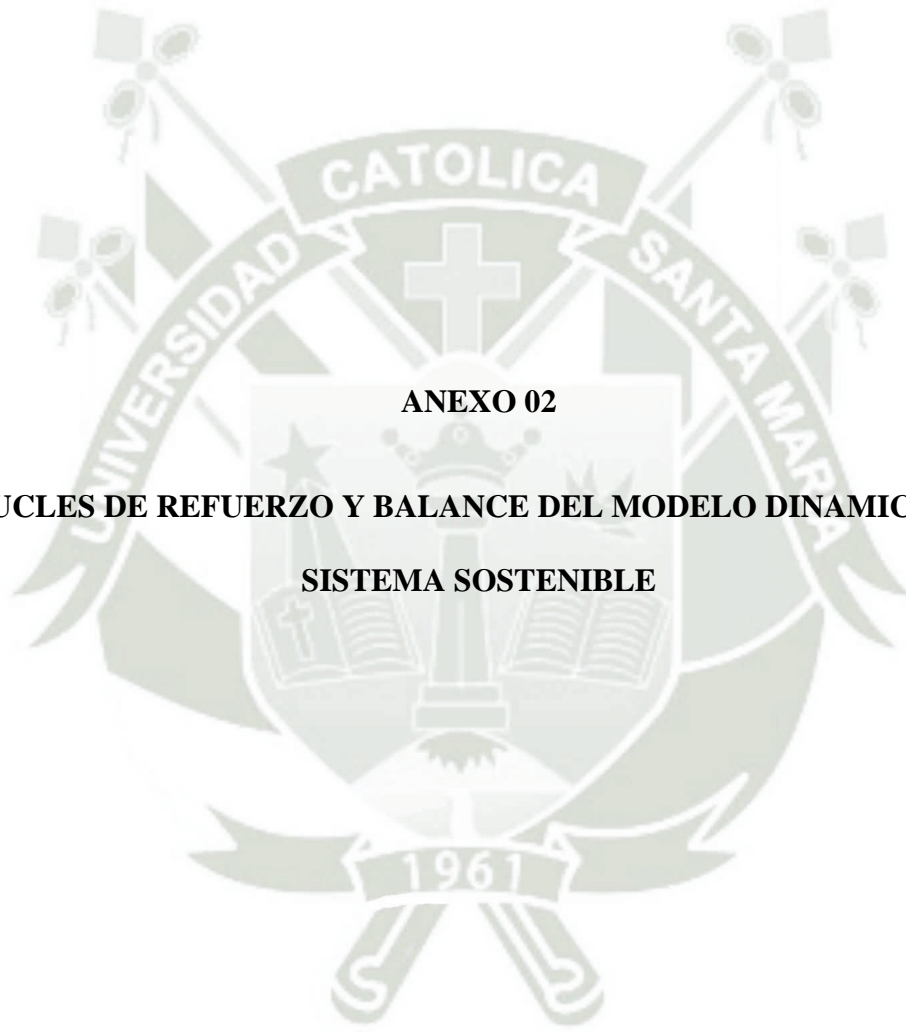 CATOLICA
UNIVERSIDAD
SANTA MARIA
ANEXO 02
UCLES DE REFUERZO Y BALANCE DEL MODELO DINAMIC
SISTEMA SOSTENIBLE
1961